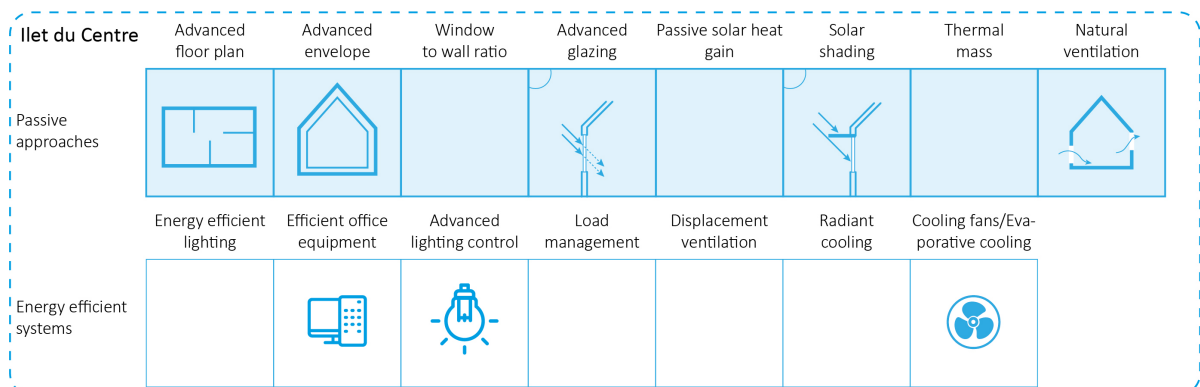 Ilet du Centre
Advanced
floor plan
Advanced
envelope
Window
to wall ratio
Advanced
glazing
Passive solar heat
gain
Solar
shading
Thermal
mass
Natural
ventilation
Passive
approaches
Energy efficient
lighting
Efficient office
equipment
Advanced
lighting control
Load
management
Displacement
ventilation
Radiant
cooling
Cooling fans/Eva-
porative cooling
Energy efficient
systems